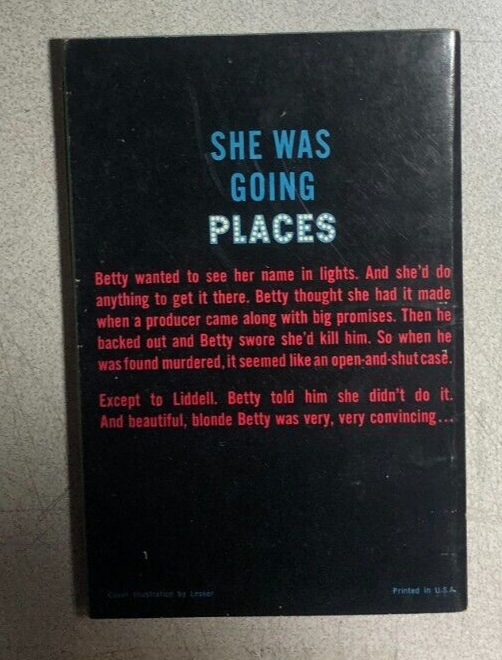 SHE WAS
GOING
PLACES
Betty wanted to see her name in lights. And she'd do
anything to get it there. Betty thought she had it made
when a producer came along with big promises. Then he
backed out and Betty swore she'd kill him. So when he
was found murdered, it seemed like an open-and-shut case.
Except to Liddell. Betty told him she didn't do it.
And beautiful, blonde Betty was very, very convincing...
Cover Illustration by Lesser
Printed in U.S.A.